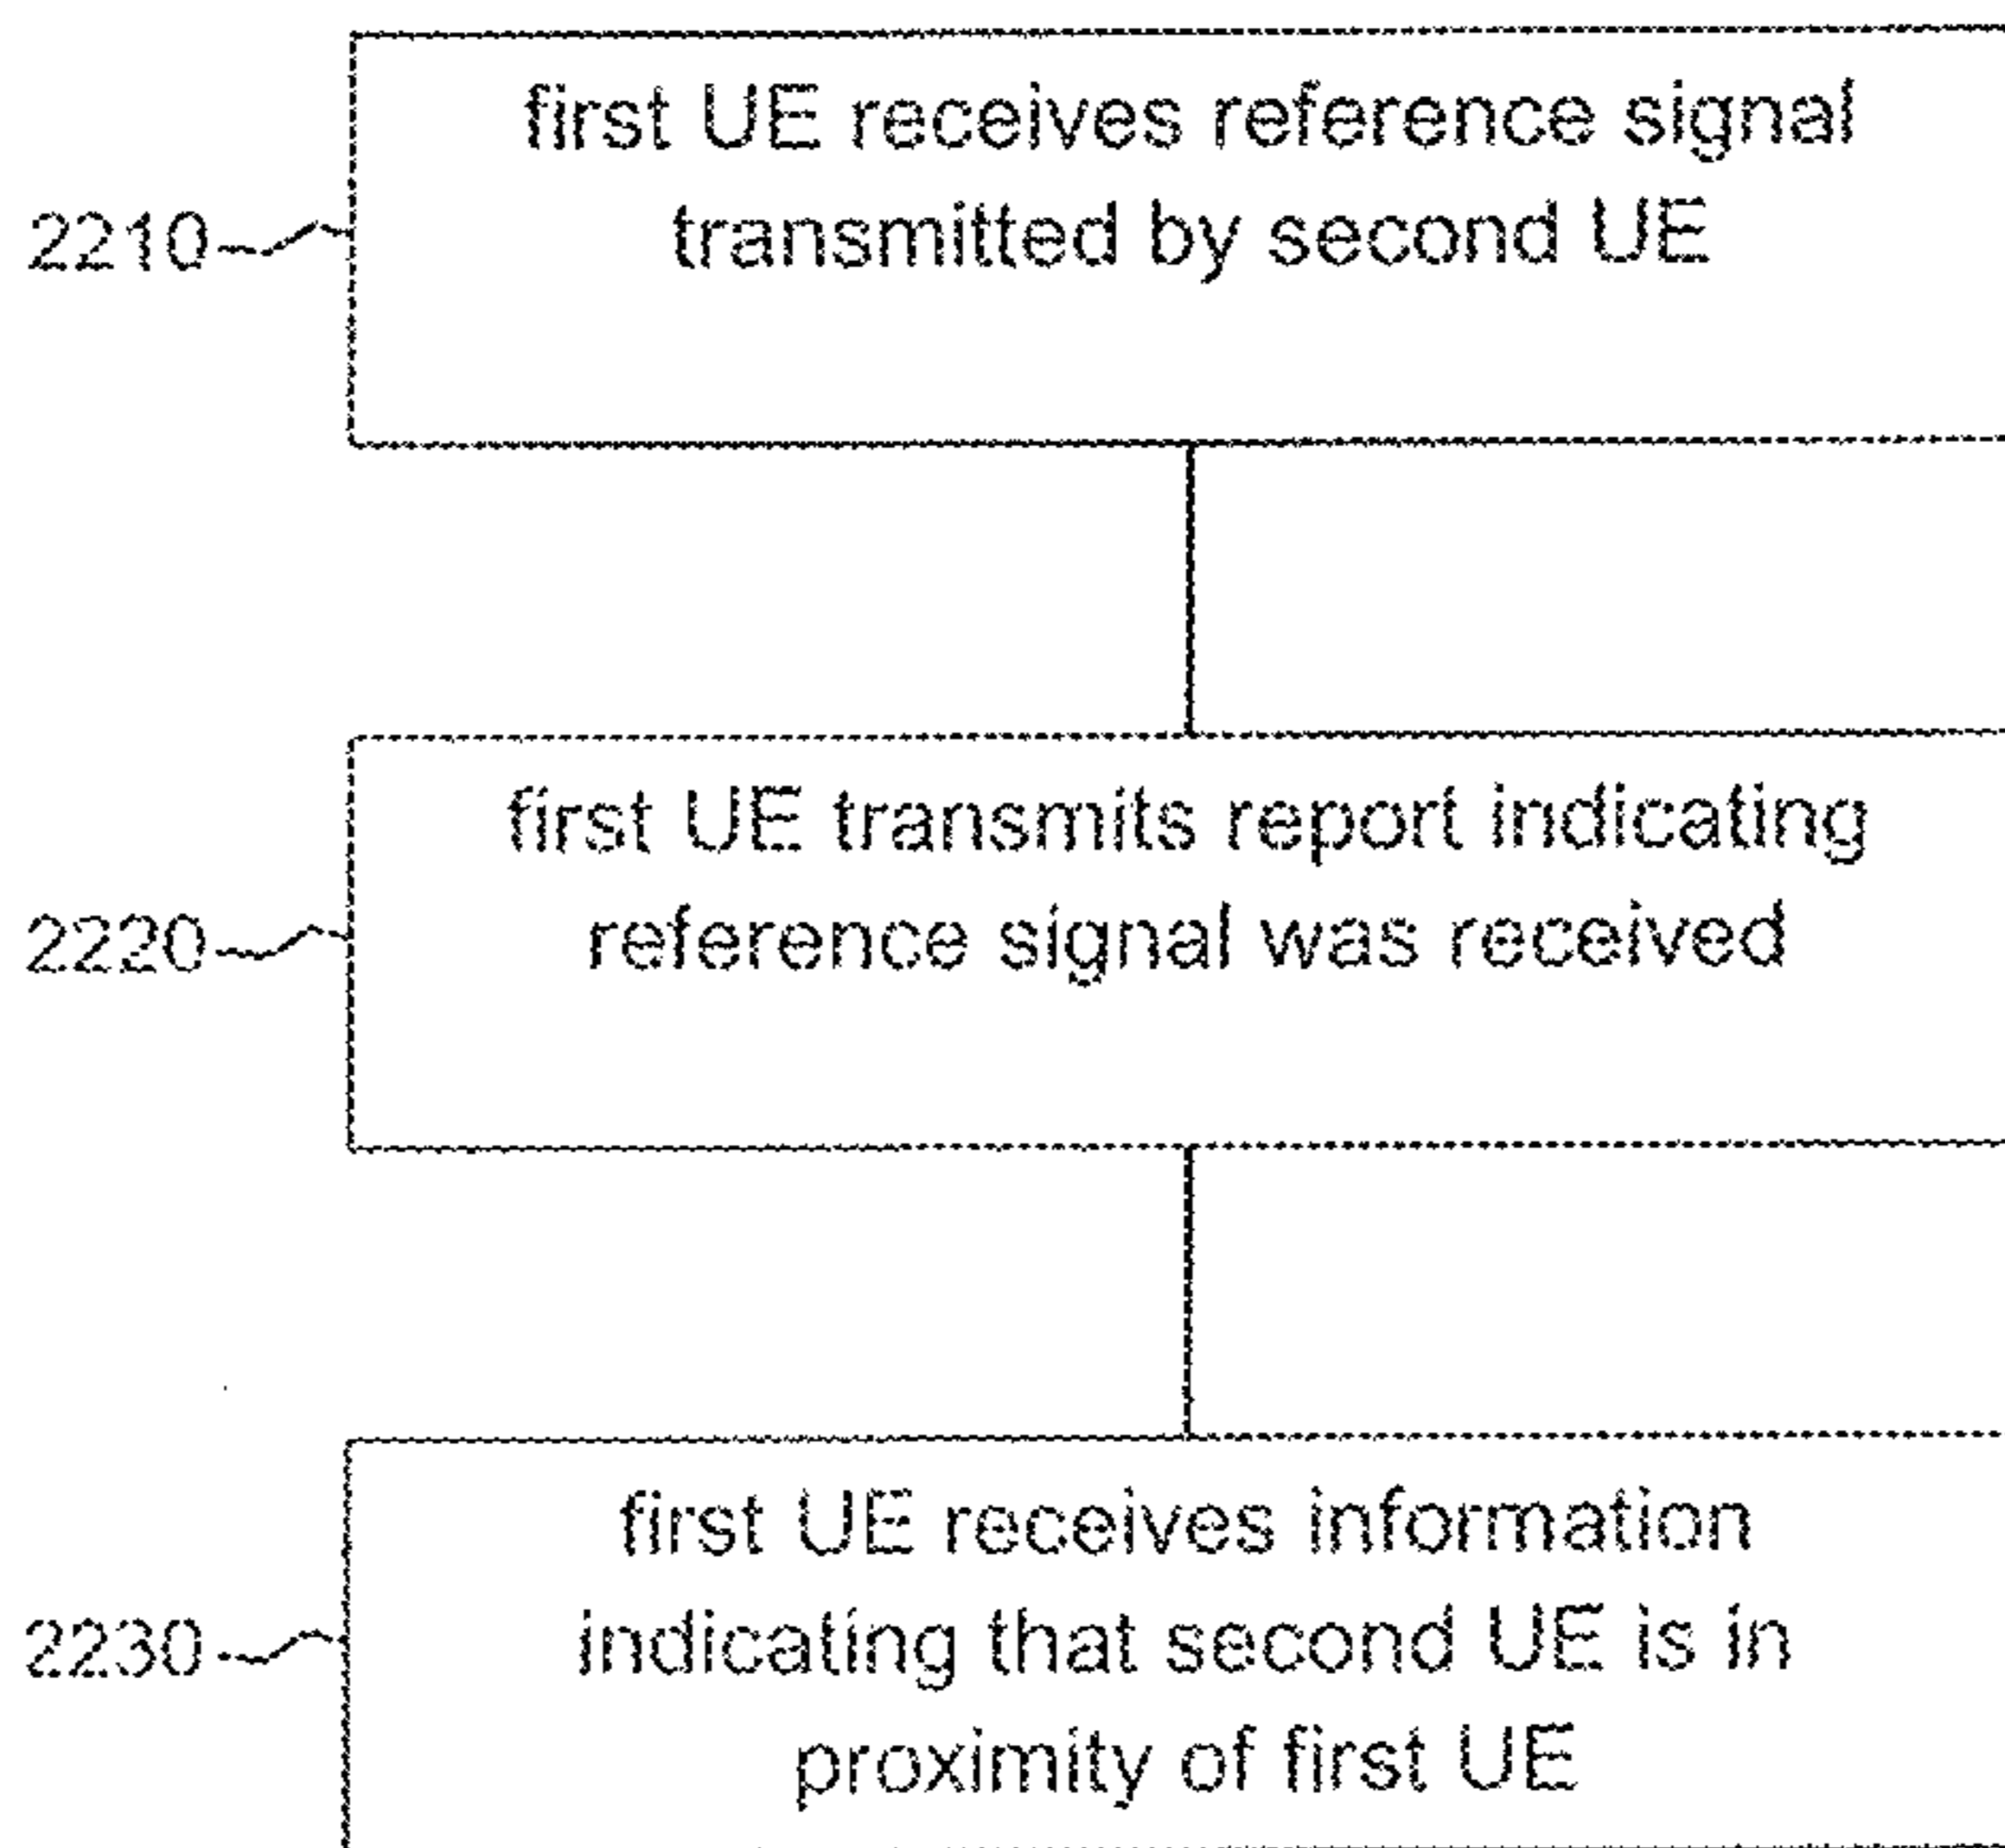 first UE receives reference signal
transmitted by second UE
2210
first UE transmits report indicating
reference signal was received
2220
first UE receives information
indicating that second UE is in
2230
proximity of first UE